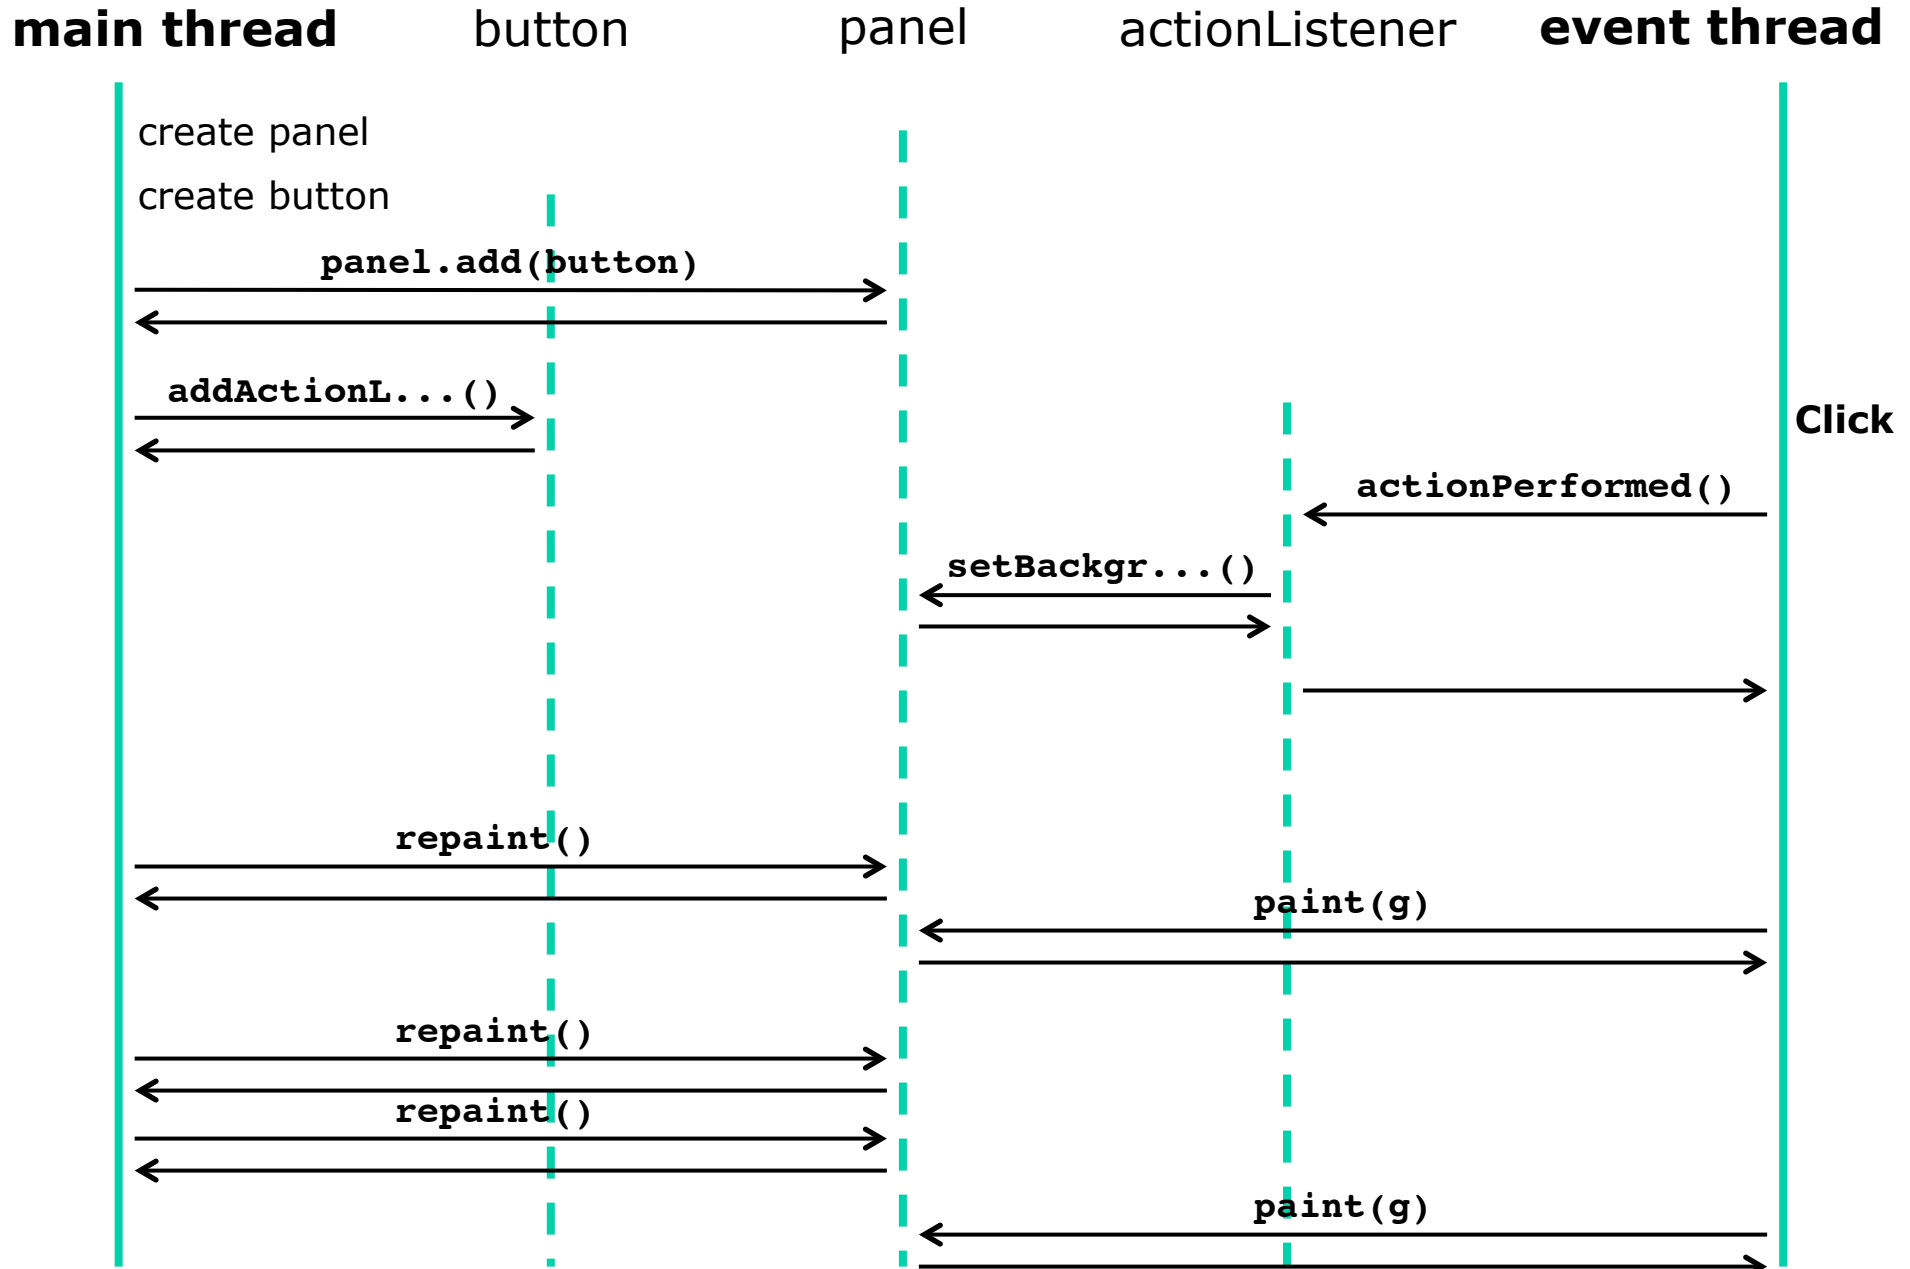 main thread button panel actionListener event thread
create panel
create button
panel.add(button)
addActionL...()
Click
actionPerformed()
setBackgr...()
repaint()
paint(g)
repaint()
repaint()
paint(g)